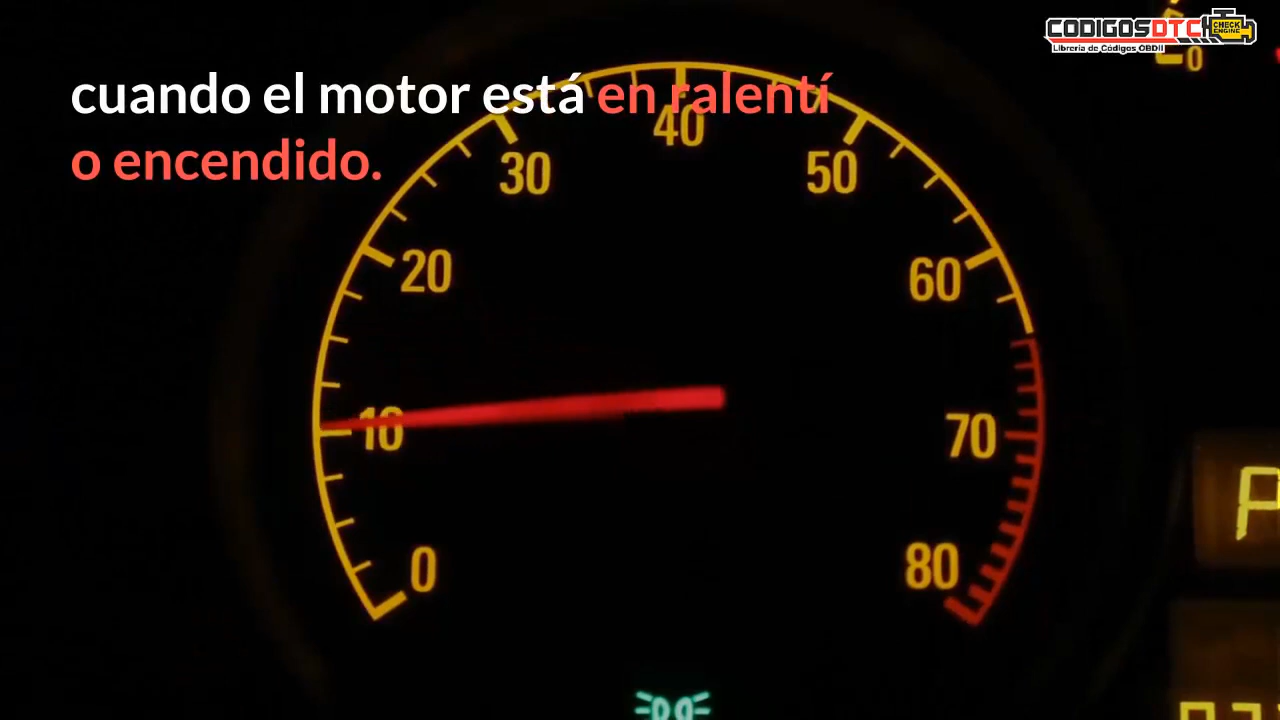 CODIGOSDTC
CHECK
ENGINE
Librería de Códigos OBDII
cuando el motor está en ralentí
o encendido.
0
40
30
50
20
60
10
70
0
80
P